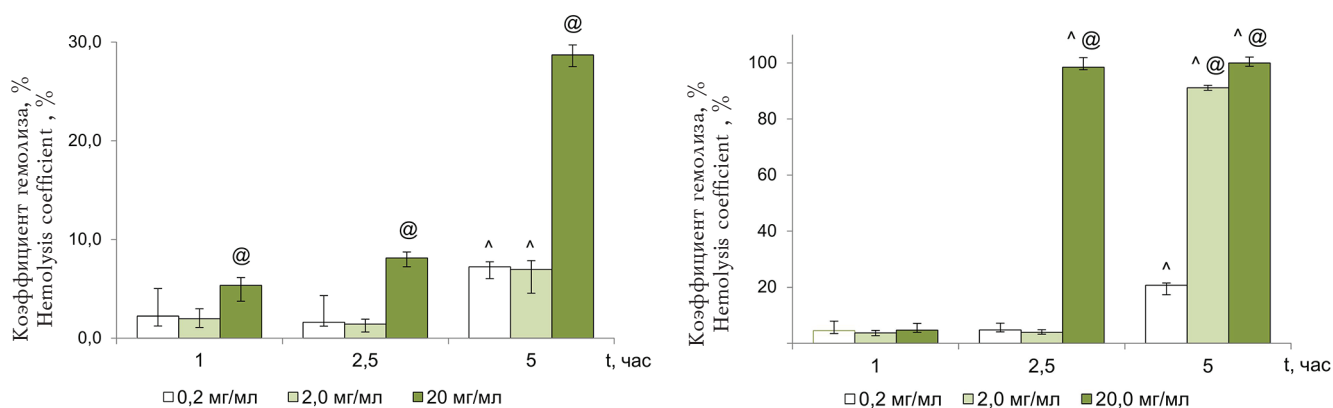 Коэффициент гемолиза, %
Hemolysis coefficient , %
30,0
20,0
10,0
0,0
@
@
^ ^ @
1 2,5 5 t, час
0,2 мг/мл 2,0 мг/мл 20 мг/мл
Коэффициент гемолиза, %
Hemolysis coefficient , %
100
80
60
40
20
^ @
^ ^ @ ^ @
1 2,5 5 t, час
0,2 мг/мл 2,0 мг/мл 20,0 мг/мл